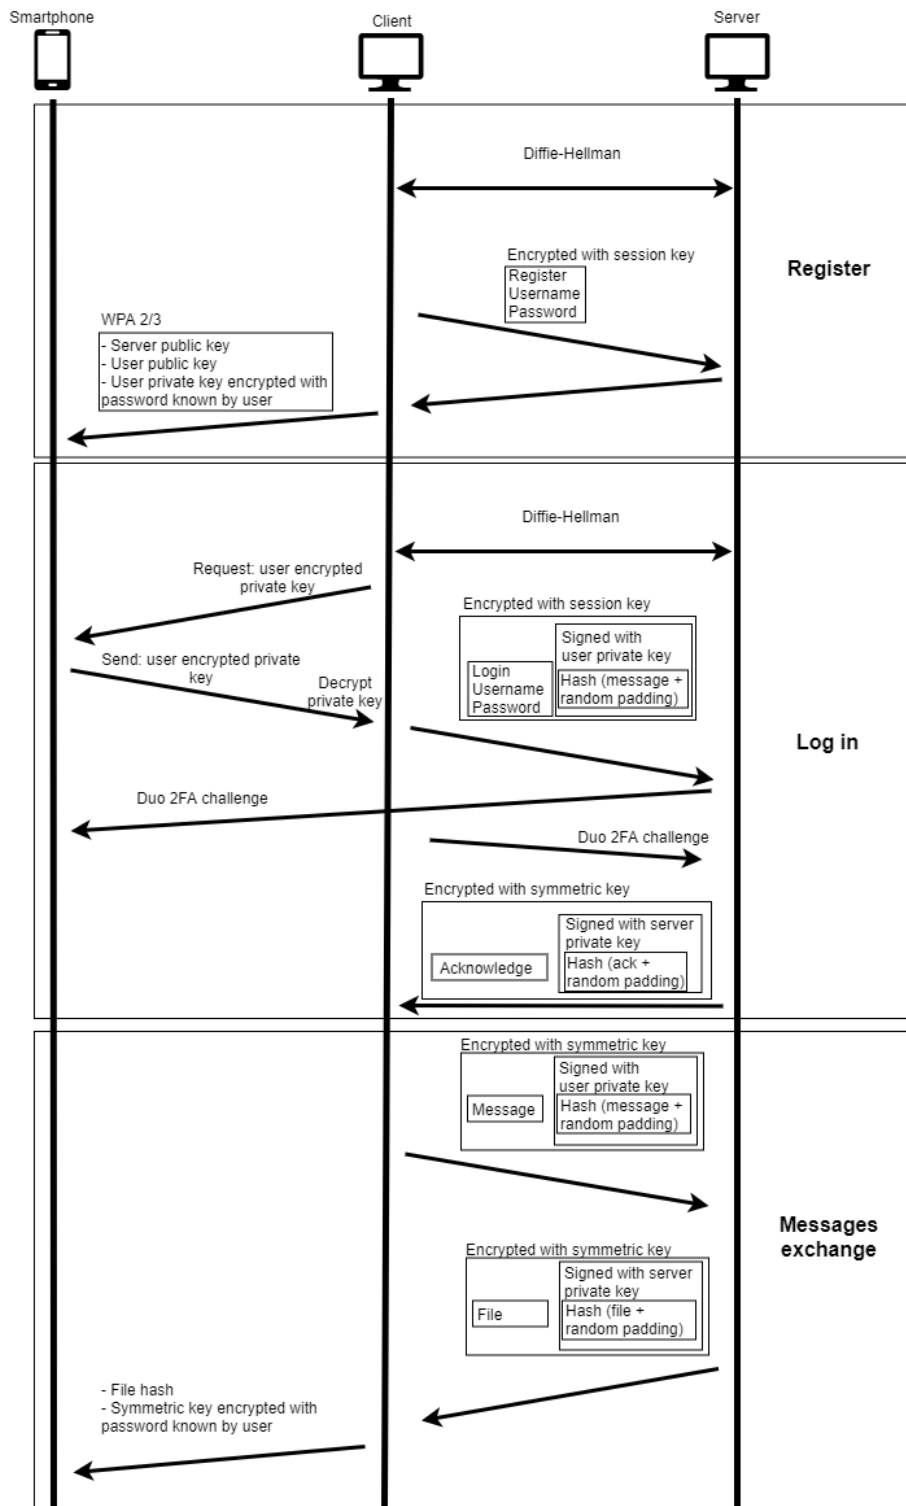 Smartphone
Client
Server
Diffie-Hellman
Encrypted with session key
Register
Username
Password
Register
WPA 2/3
- Server public key
- User public key
- User private key encrypted with
password known by user
Diffie-Hellman
Request: user encrypted
private key
Encrypted with session key
Signed with
user private key
Login
Username
Password
Hash (message +
random padding)
Send: user encrypted private
key
Decrypt
private key
Log in
Duo 2FA challenge
Duo 2FA challenge
Encrypted with symmetric key
Signed with server
private key
Acknowledge
Hash (ack +
random padding)
Encrypted with symmetric key
Signed with
user private key
Message
Hash (message +
random padding)
Messages
exchange
Encrypted with symmetric key
Signed with server
private key
File
Hash (file +
random padding)
- File hash
- Symmetric key encrypted with
password known by user